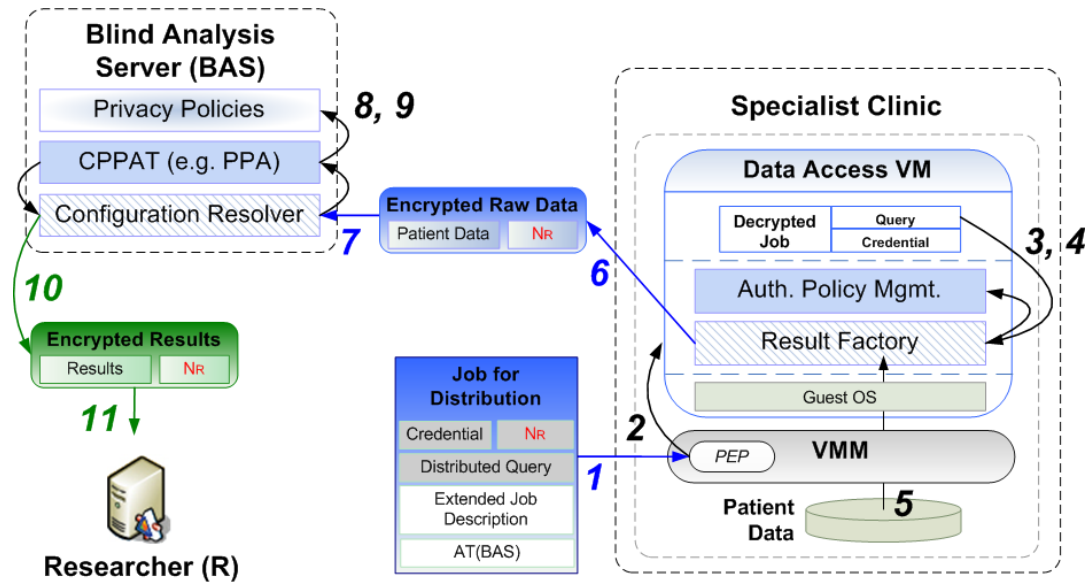 Blind Analysis
Server (BAS)
Privacy Policies
CPPAT (e.g. PPA)
Configuration Resolver
8, 9
7
Encrypted Raw Data
Patient Data
NR
6
10
Encrypted Results
Results
NR
11
Researcher (R)
Job for
Distribution
Credential
NR
Distributed Query
Extended Job
Description
AT(BAS)
1
2
Specialist Clinic
Data Access VM
Decrypted
Job
Query
Credential
3, 4
Auth. Policy Mgmt.
Result Factory
Guest OS
PEP
VMM
5
Patient
Data